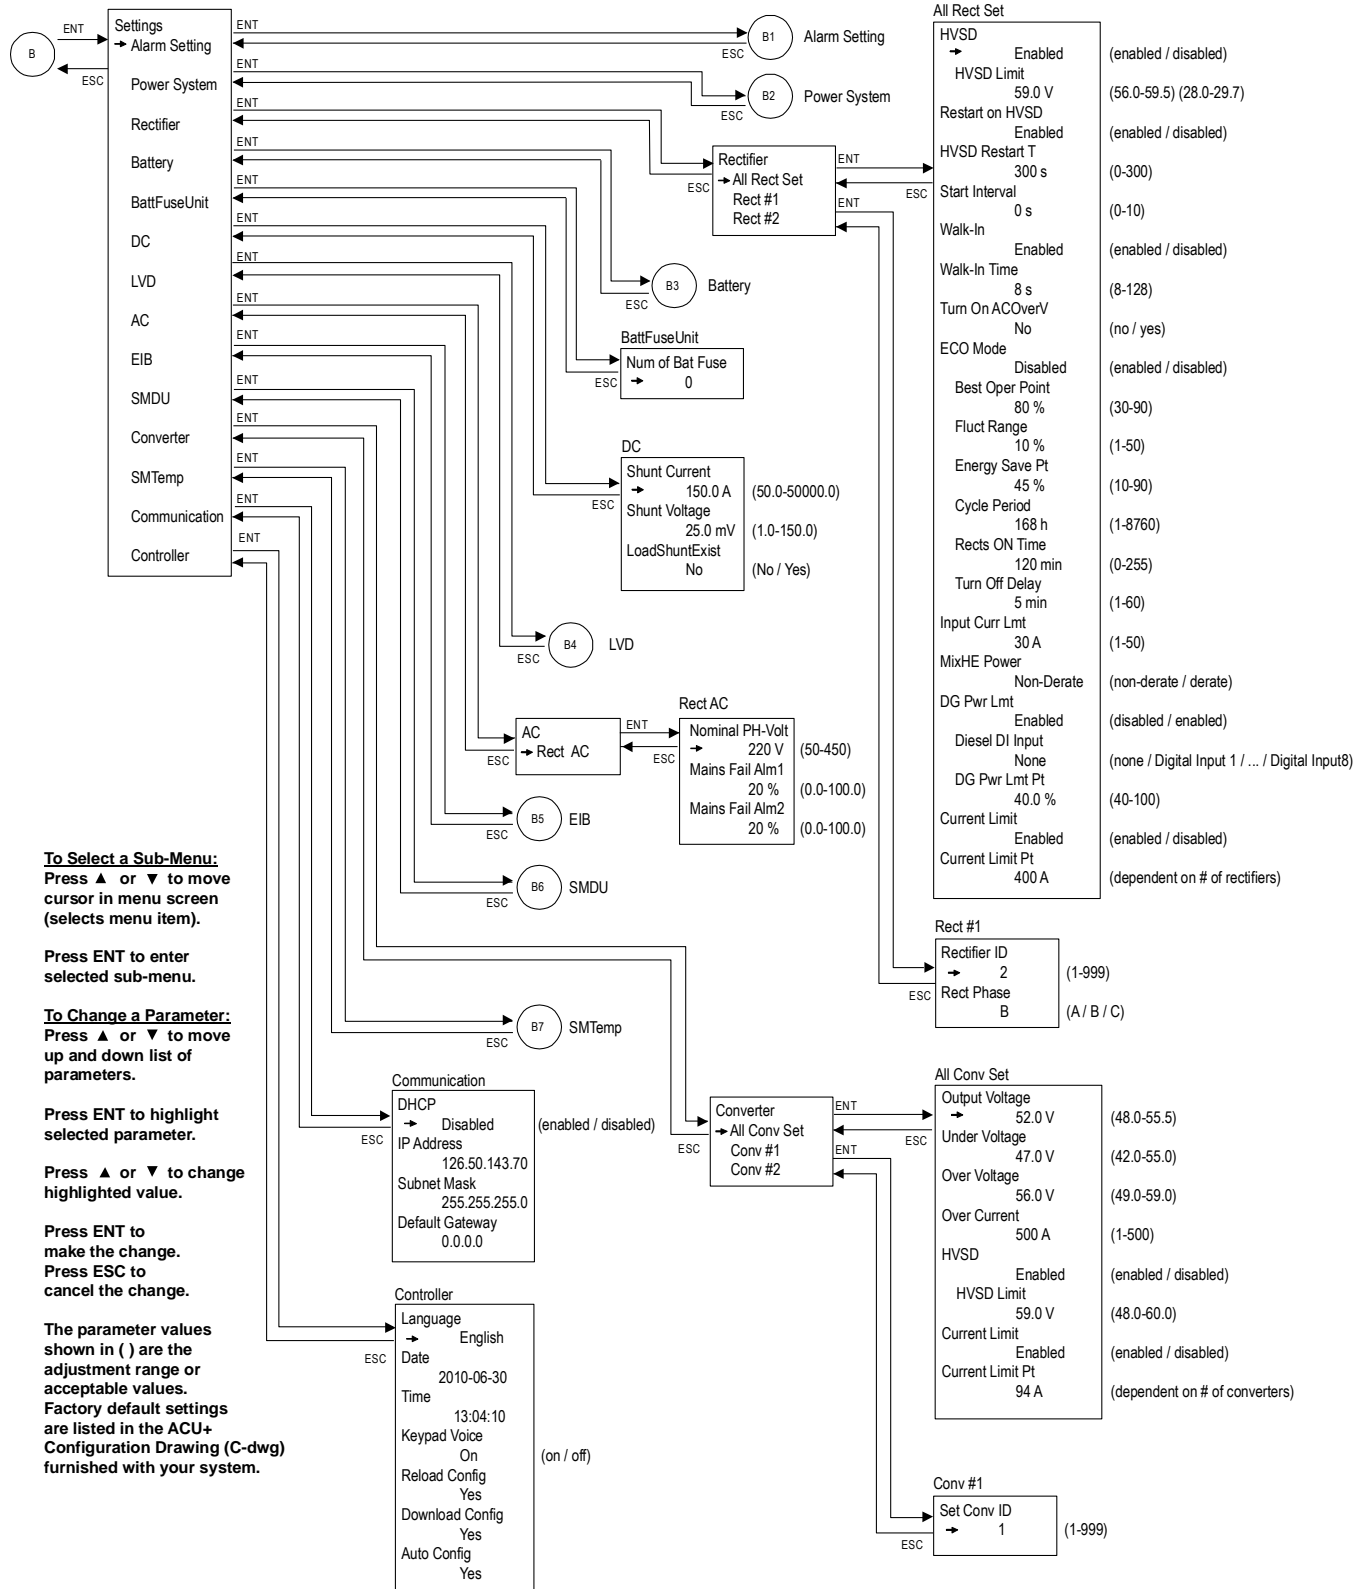 B
ENT
ESC
Settings
Alarm Setting
Power System
Rectifier
Battery
BattFuseUnit
DC
LVD
AC
EIB
SMDU
Converter
SMTemp
Communication
Controller
ENT
ENT
ENT
ENT
ENT
ENT
ENT
ENT
ENT
ENT
ENT
ENT
ENT
ENT
B1
Alarm Setting
ESC
B2
Power System
ESC
Rectifier
All Rect Set
Rect #1
Rect #2
ESC
ENT
ESC
ENT
B3
Battery
ESC
BattFuseUnit
Num of Bat Fuse
0
ESC
DC
Shunt Current
150.0 A (50.0-50000.0)
Shunt Voltage
25.0 mV (1.0-150.0)
LoadShuntExist
No (No / Yes)
ESC
B4
LVD
ESC
AC
Rect AC
ESC
ENT
ESC
Rect AC
Nominal PH-Volt
220 V (50-450)
Mains Fail Alm1
20 % (0.0-100.0)
Mains Fail Alm2
20 % (0.0-100.0)
B5
EIB
ESC
B6
SMDU
ESC
B7
SMTemp
ESC
All Rect Set
HVSD
Enabled (enabled / disabled)
HVSD Limit
59.0 V (56.0-59.5) (28.0-29.7)
Restart on HVSD
Enabled (enabled / disabled)
HVSD Restart T
300 s (0-300)
Start Interval
0 s (0-10)
Walk-In
Enabled (enabled / disabled)
Walk-In Time
8 s (8-128)
Turn On ACOverV
No (no / yes)
ECO Mode
Disabled (enabled / disabled)
Best Oper Point
80 % (30-90)
Fluct Range
10 % (1-50)
Energy Save Pt
45 % (10-90)
Cycle Period
168 h (1-8760)
Rects ON Time
120 min (0-255)
Turn Off Delay
5 min (1-60)
Input Curr Lmt
30 A (1-50)
MixHE Power
Non-Derate (non-derate / derate)
DG Pwr Lmt
Enabled (disabled / enabled)
Diesel DI Input
None (none / Digital Input 1 / ... / Digital Input8)
DG Pwr Lmt Pt
40.0 % (40-100)
Current Limit
Enabled (enabled / disabled)
Current Limit Pt
400 A (dependent on # of rectifiers)
Rect #1
Rectifier ID
2 (1-999)
Rect Phase
B (A / B / C)
ESC
To Select a Sub-Menu:
Press ▲ or ▼ to move
cursor in menu screen
(selects menu item).
Press ENT to enter
selected sub-menu.
To Change a Parameter:
Press ▲ or ▼ to move
up and down list of
parameters.
Press ENT to highlight
selected parameter.
Press ▲ or ▼ to change
highlighted value.
Press ENT to
make the change.
Press ESC to
cancel the change.
The parameter values
shown in ( ) are the
adjustment range or
acceptable values.
Factory default settings
are listed in the ACU+
Configuration Drawing (C-dwg)
furnished with your system.
Communication
DHCP
Disabled (enabled / disabled)
IP Address
126.50.143.70
Subnet Mask
255.255.255.0
Default Gateway
0.0.0.0
ESC
Controller
Language
English
Date
2010-06-30
Time
13:04:10
Keypad Voice
On (on / off)
Reload Config
Yes
Download Config
Yes
Auto Config
Yes
ESC
Converter
All Conv Set
Conv #1
Conv #2
ESC
ENT
ESC
ENT
All Conv Set
Output Voltage
52.0 V (48.0-55.5)
Under Voltage
47.0 V (42.0-55.0)
Over Voltage
56.0 V (49.0-59.0)
Over Current
500 A (1-500)
HVSD
Enabled (enabled / disabled)
HVSD Limit
59.0 V (48.0-60.0)
Current Limit
Enabled (enabled / disabled)
Current Limit Pt
94 A (dependent on # of converters)
Conv #1
Set Conv ID
1 (1-999)
ESC